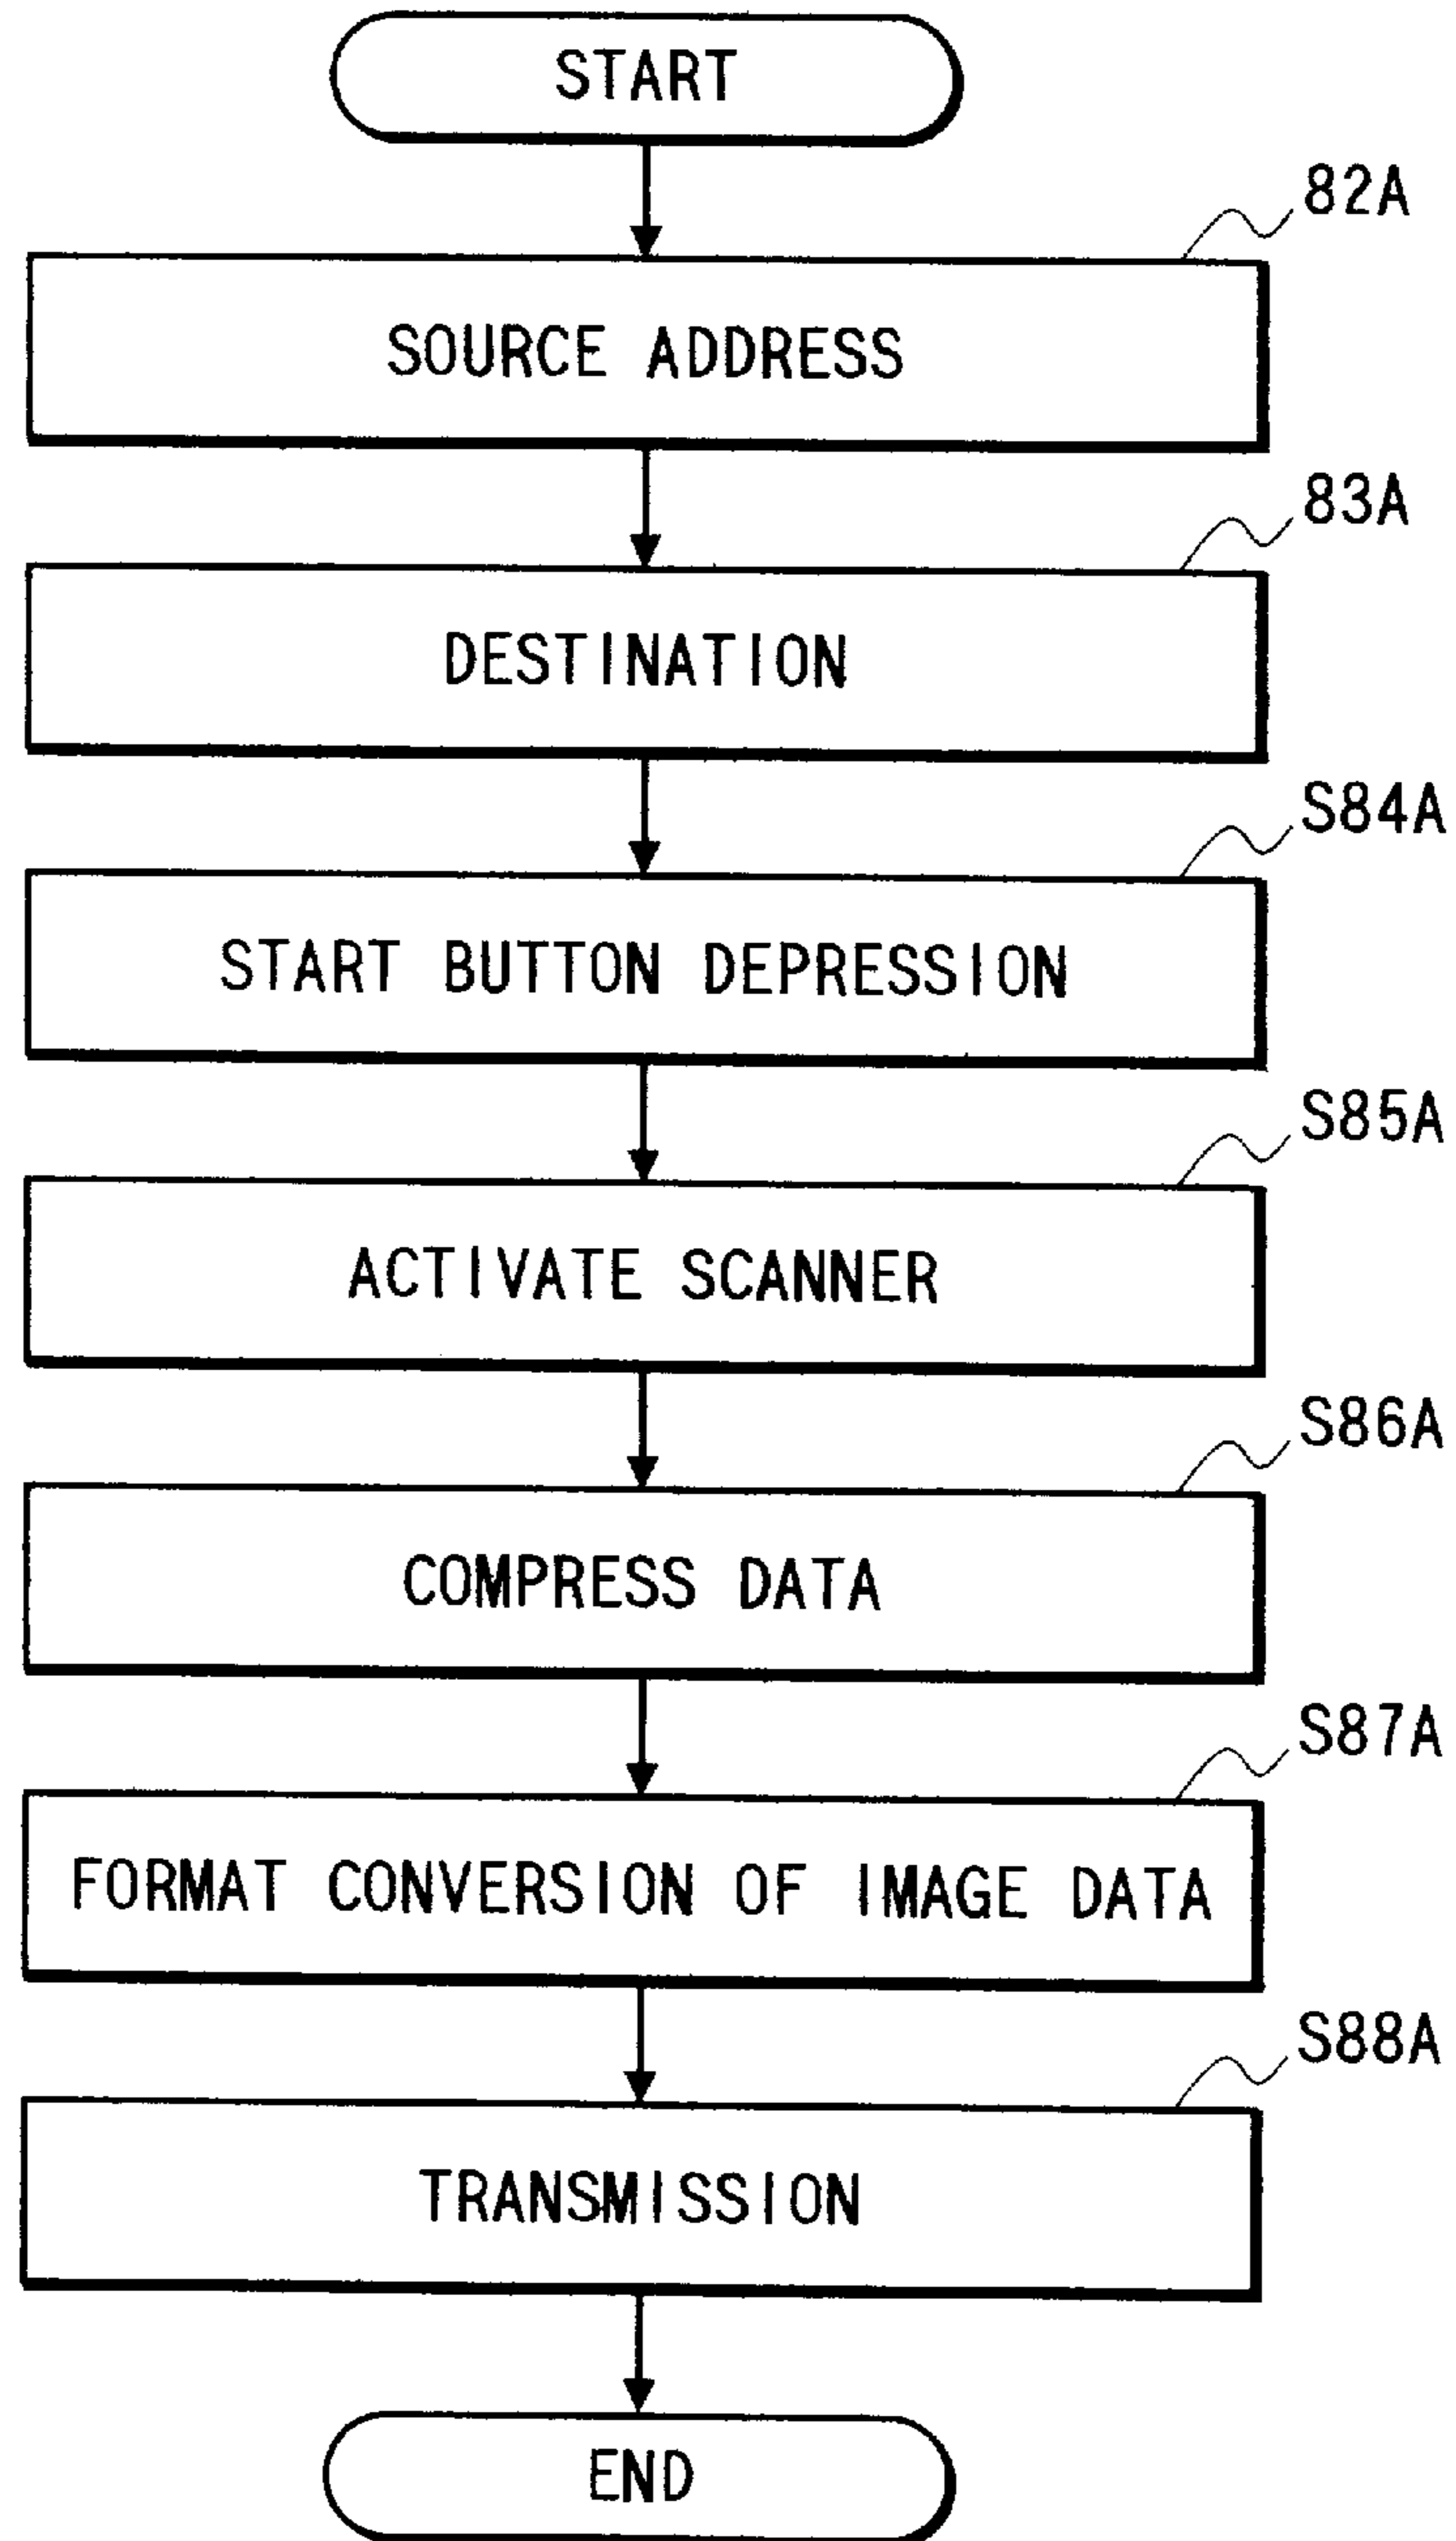 START
82A
SOURCE ADDRESS
83A
DESTINATION
S84A
START BUTTON DEPRESSION
S85A
ACTIVATE SCANNER
S86A
COMPRESS DATA
S87A
FORMAT CONVERSION OF IMAGE DATA
S88A
TRANSMISSION
END